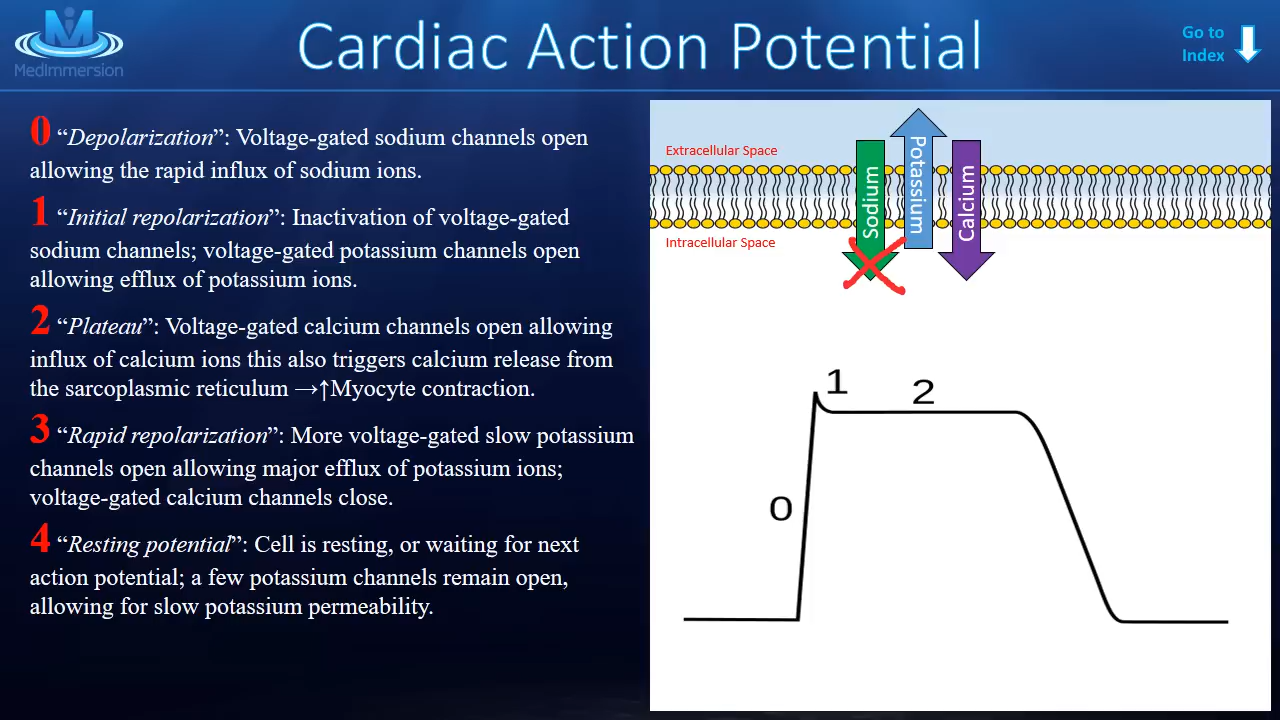 MedImmersion
Cardiac Action Potential
Go to
Index
0 “Depolarization”: Voltage-gated sodium channels open
allowing the rapid influx of sodium ions.
1 “Initial repolarization”: Inactivation of voltage-gated
sodium channels; voltage-gated potassium channels open
allowing efflux of potassium ions.
2 “Plateau”: Voltage-gated calcium channels open allowing
influx of calcium ions this also triggers calcium release from
the sarcoplasmic reticulum →↑Myocyte contraction.
3 “Rapid repolarization”: More voltage-gated slow potassium
channels open allowing major efflux of potassium ions;
voltage-gated calcium channels close.
4 “Resting potential”: Cell is resting, or waiting for next
action potential; a few potassium channels remain open,
allowing for slow potassium permeability.
Extracellular Space
Sodium
Potassium
Calcium
Intracellular Space
1
2
0